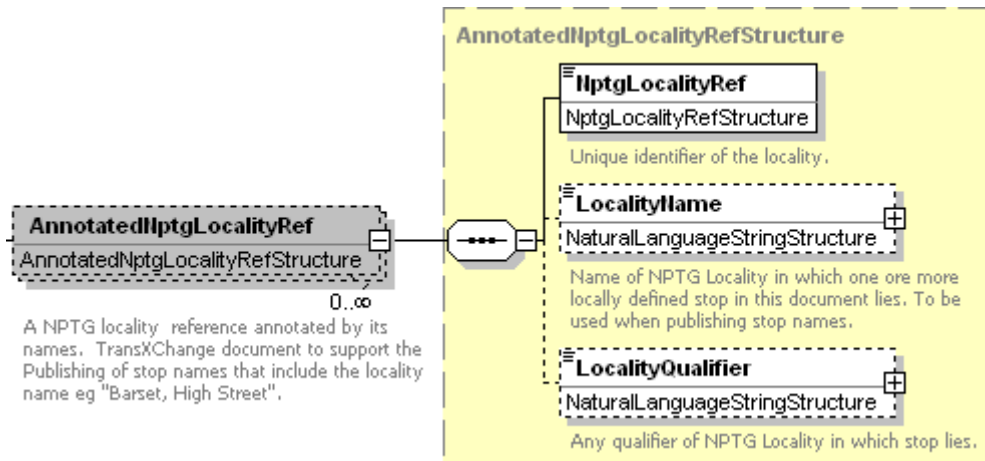 AnnotatedNptgLocalityRefStructure
NptgLocalityRef
NptgLocalityRefStructure
Unique identifier of the locality.
AnnotatedNptgLocalityRef
AnnotatedNptgLocalityRefStructure
0..∞
A NPTG locality reference annotated by its
names. TransXChange document to support the
Publishing of stop names that include the locality
name eg "Barset, High Street".
LocalityName
NaturalLanguageStringStructure
Name of NPTG Locality in which one ore more
locally defined stop in this document lies. To be
used when publishing stop names.
LocalityQualifier
NaturalLanguageStringStructure
Any qualifier of NPTG Locality in which stop lies.